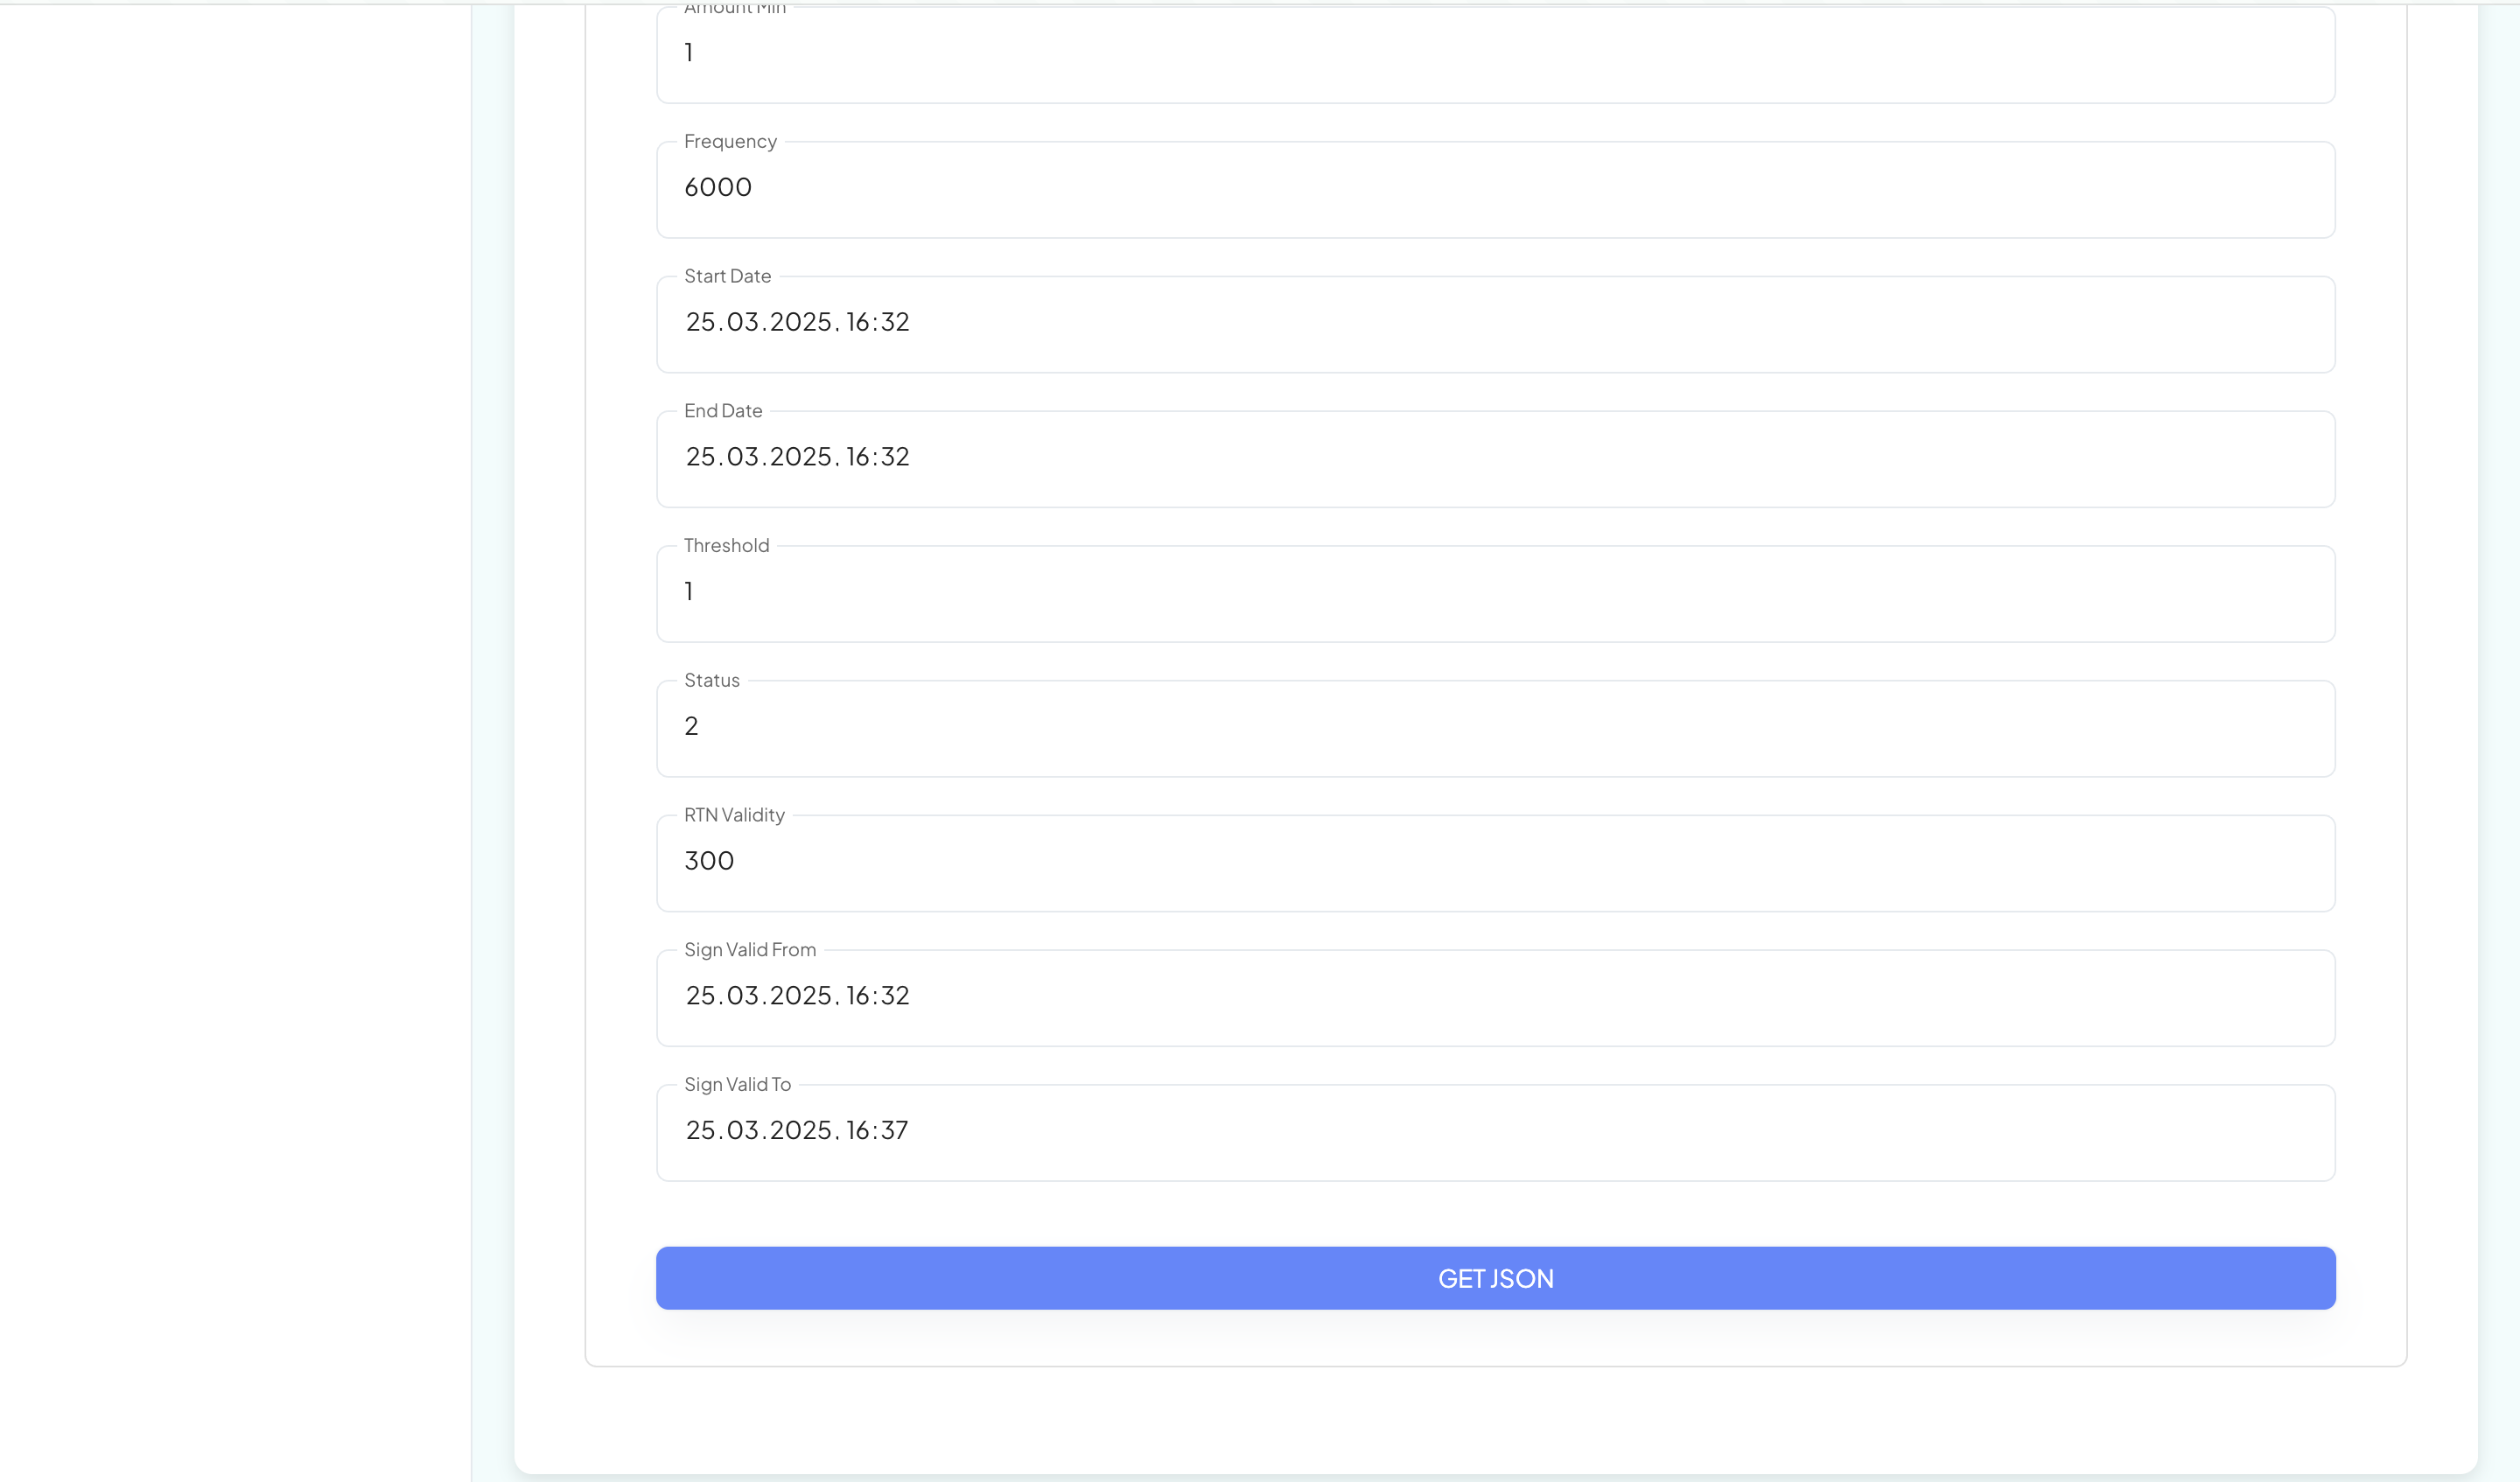 Amount Min
1
Frequency
6000
Start Date
25.03.2025, 16:32
End Date
25.03.2025, 16:32
Threshold
1
Status
2
RTN Validity
300
Sign Valid From
25.03.2025, 16:32
Sign Valid To
25.03.2025, 16:37
GET JSON